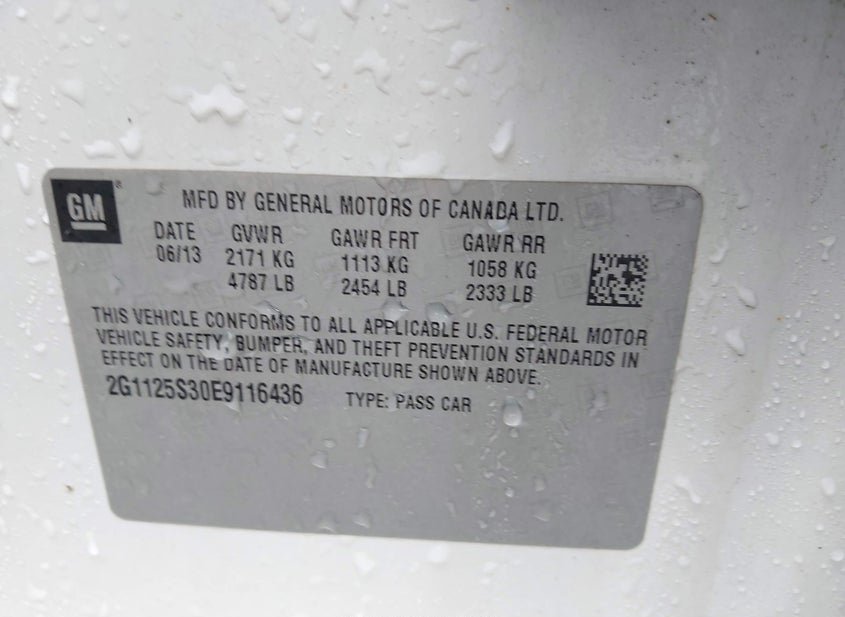 GM
MFD BY GENERAL MOTORS OF CANADA LTD.
DATE GVWR GAWR FRT GAWR RR
06/13 2171 KG 1113 KG 1058 KG
4787 LB 2454 LB 2333 LB
THIS VEHICLE CONFORMS TO ALL APPLICABLE U.S. FEDERAL MOTOR
VEHICLE SAFETY, BUMPER, AND THEFT PREVENTION STANDARDS IN
EFFECT ON THE DATE OF MANUFACTURE SHOWN ABOVE.
2G1125S30E9116436 TYPE: PASS CAR